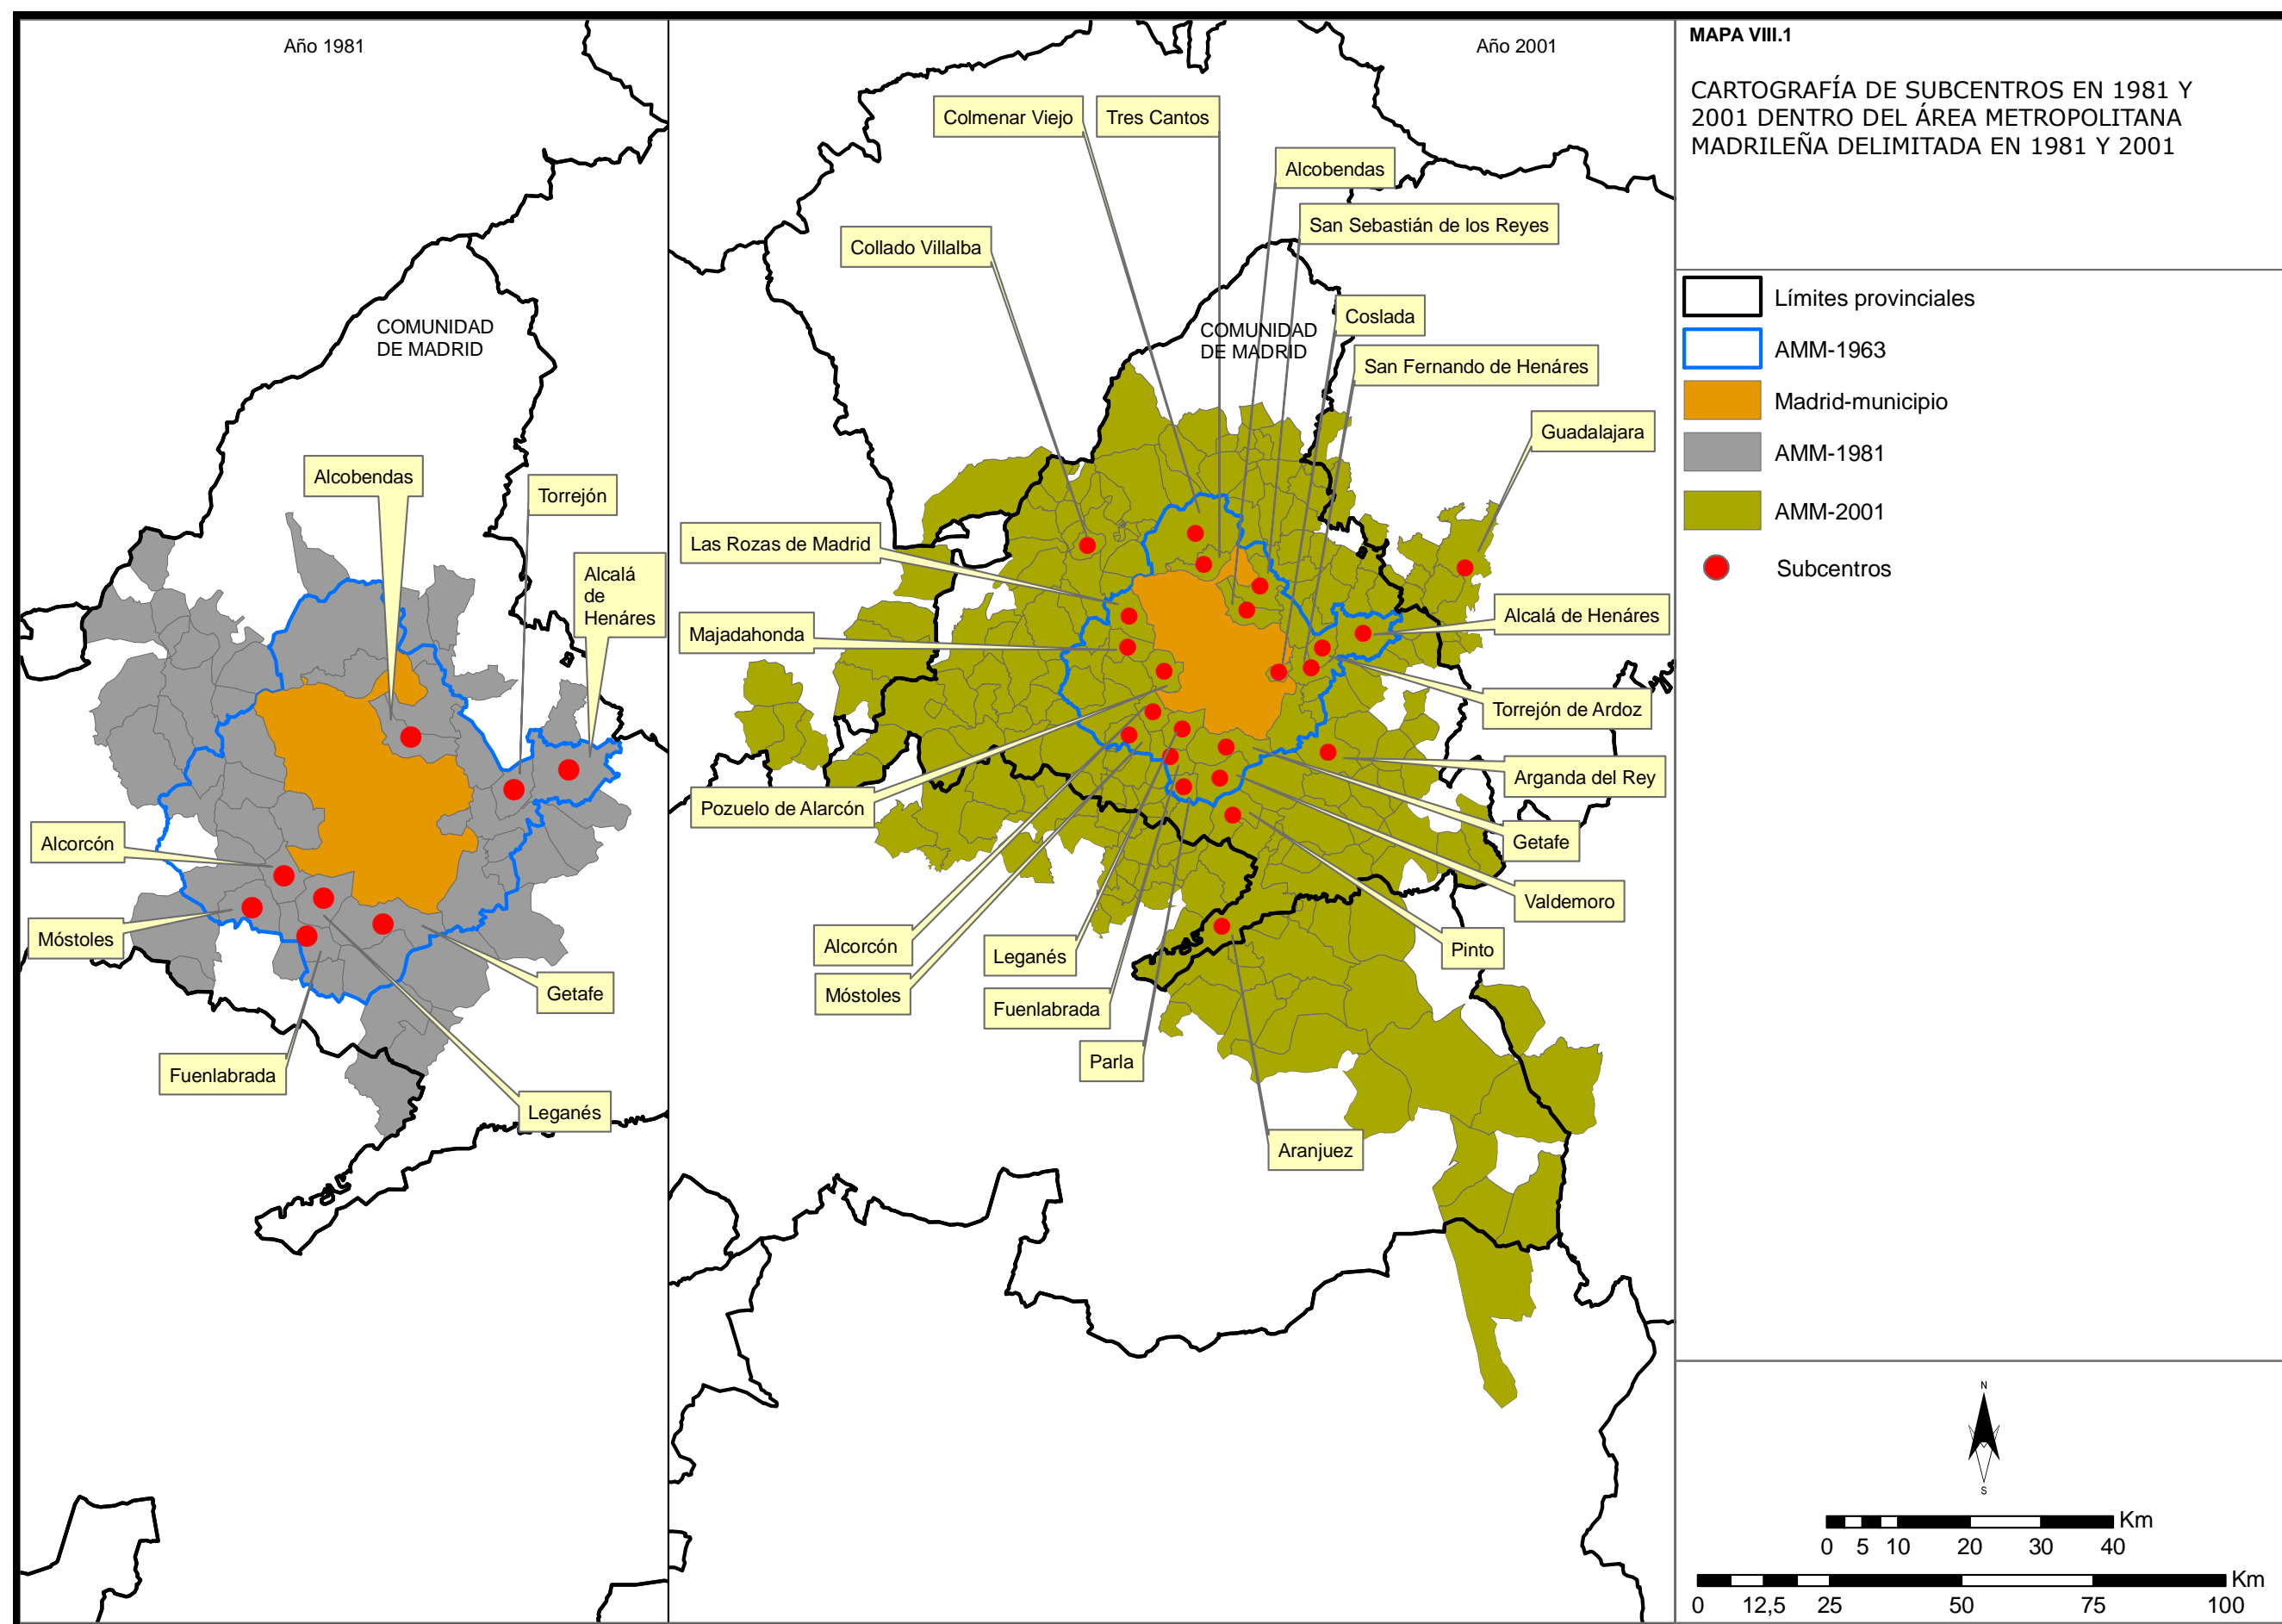 Año 1981
COMUNIDAD
DE MADRID
Alcobendas
Torrejón
Alcalá
de
Henáres
Alcorcón
Móstoles
Getafe
Fuenlabrada
Leganés
Año 2001
Colmenar Viejo
Tres Cantos
Alcobendas
San Sebastián de los Reyes
Collado Villalba
Coslada
COMUNIDAD
DE MADRID
San Fernando de Henáres
Guadalajara
Las Rozas de Madrid
Alcalá de Henáres
Majadahonda
Torrejón de Ardoz
Arganda del Rey
Pozuelo de Alarcón
Getafe
Valdemoro
Alcorcón
Leganés
Pinto
Móstoles
Fuenlabrada
Parla
Aranjuez
MAPA VIII.1
CARTOGRAFÍA DE SUBCENTROS EN 1981 Y
2001 DENTRO DEL ÁREA METROPOLITANA
MADRILEÑA DELIMITADA EN 1981 Y 2001
Límites provinciales
AMM-1963
Madrid-municipio
AMM-1981
AMM-2001
Subcentros
N
S
Km
0 5 10 20 30 40
Km
0 12,5 25 50 75 100